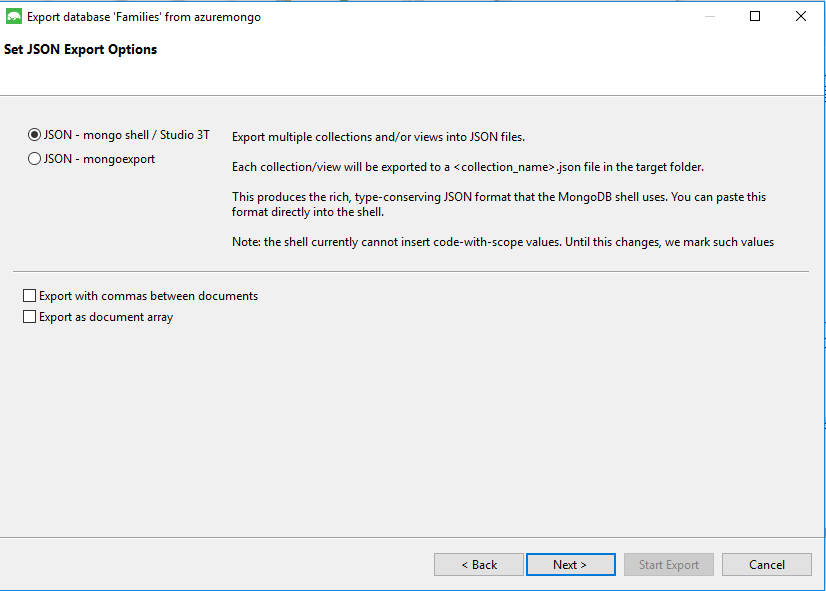 Export database 'Families' from azuremongo
Set JSON Export Options
JSON - mongo shell / Studio 3T
JSON - mongoexport
Export multiple collections and/or views into JSON files.
Each collection/view will be exported to a <collection_name>.json file in the target folder.
This produces the rich, type-conserving JSON format that the MongoDB shell uses. You can paste this
format directly into the shell.
Note: the shell currently cannot insert code-with-scope values. Until this changes, we mark such values
Export with commas between documents
Export as document array
< Back
Next >
Start Export
Cancel